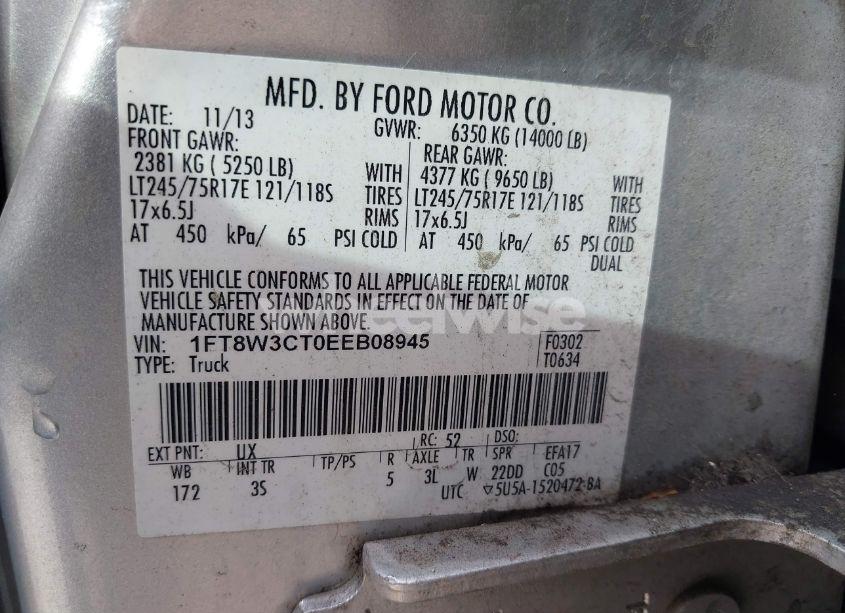 MFD. BY FORD MOTOR CO.
DATE: 11/13 GVWR: 6350 KG (14000 LB)
FRONT GAWR: REAR GAWR:
2381 KG ( 5250 LB) WITH 4377 KG ( 9650 LB) WITH
LT245/75R17E 121/118S TIRES LT245/75R17E 121/118S TIRES
17x6.5J RIMS 17x6.5J RIMS
AT 450 kPa/ 65 PSI COLD AT 450 kPa/ 65 PSI COLD
DUAL
THIS VEHICLE CONFORMS TO ALL APPLICABLE FEDERAL MOTOR
VEHICLE SAFETY STANDARDS IN EFFECT ON THE DATE OF
MANUFACTURE SHOWN ABOVE.
VIN: 1FT8W3CT0EEB08945 F0302
TYPE: Truck T0634
EXT PNT: UX RC: 52 DSO:
WB INT TR TP/PS R AXLE TR SPR EFA17
172 3S 5 3L W 22DD C05
UTC ▽5U5A-1520472-BA